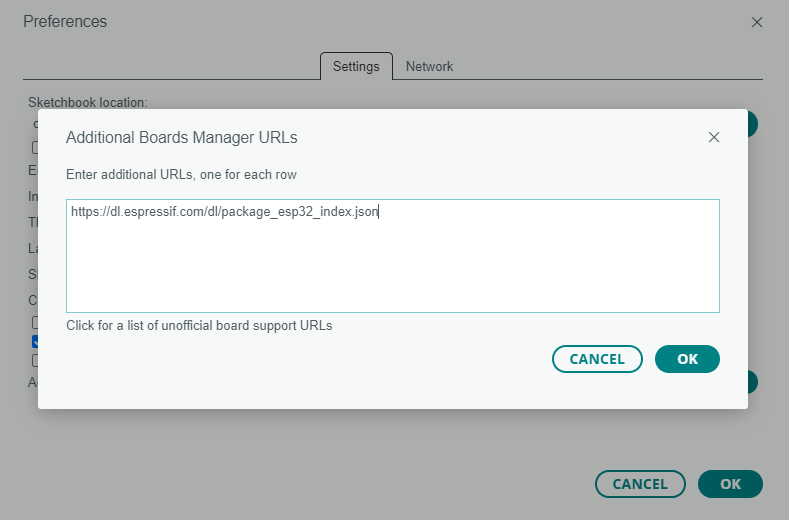 Preferences
Settings
Network
Sketchbook location:
Additional Boards Manager URLs
Enter additional URLs, one for each row
https://dl.espressif.com/dl/package_esp32_index.json
Click for a list of unofficial board support URLs
CANCEL
OK
CANCEL
OK